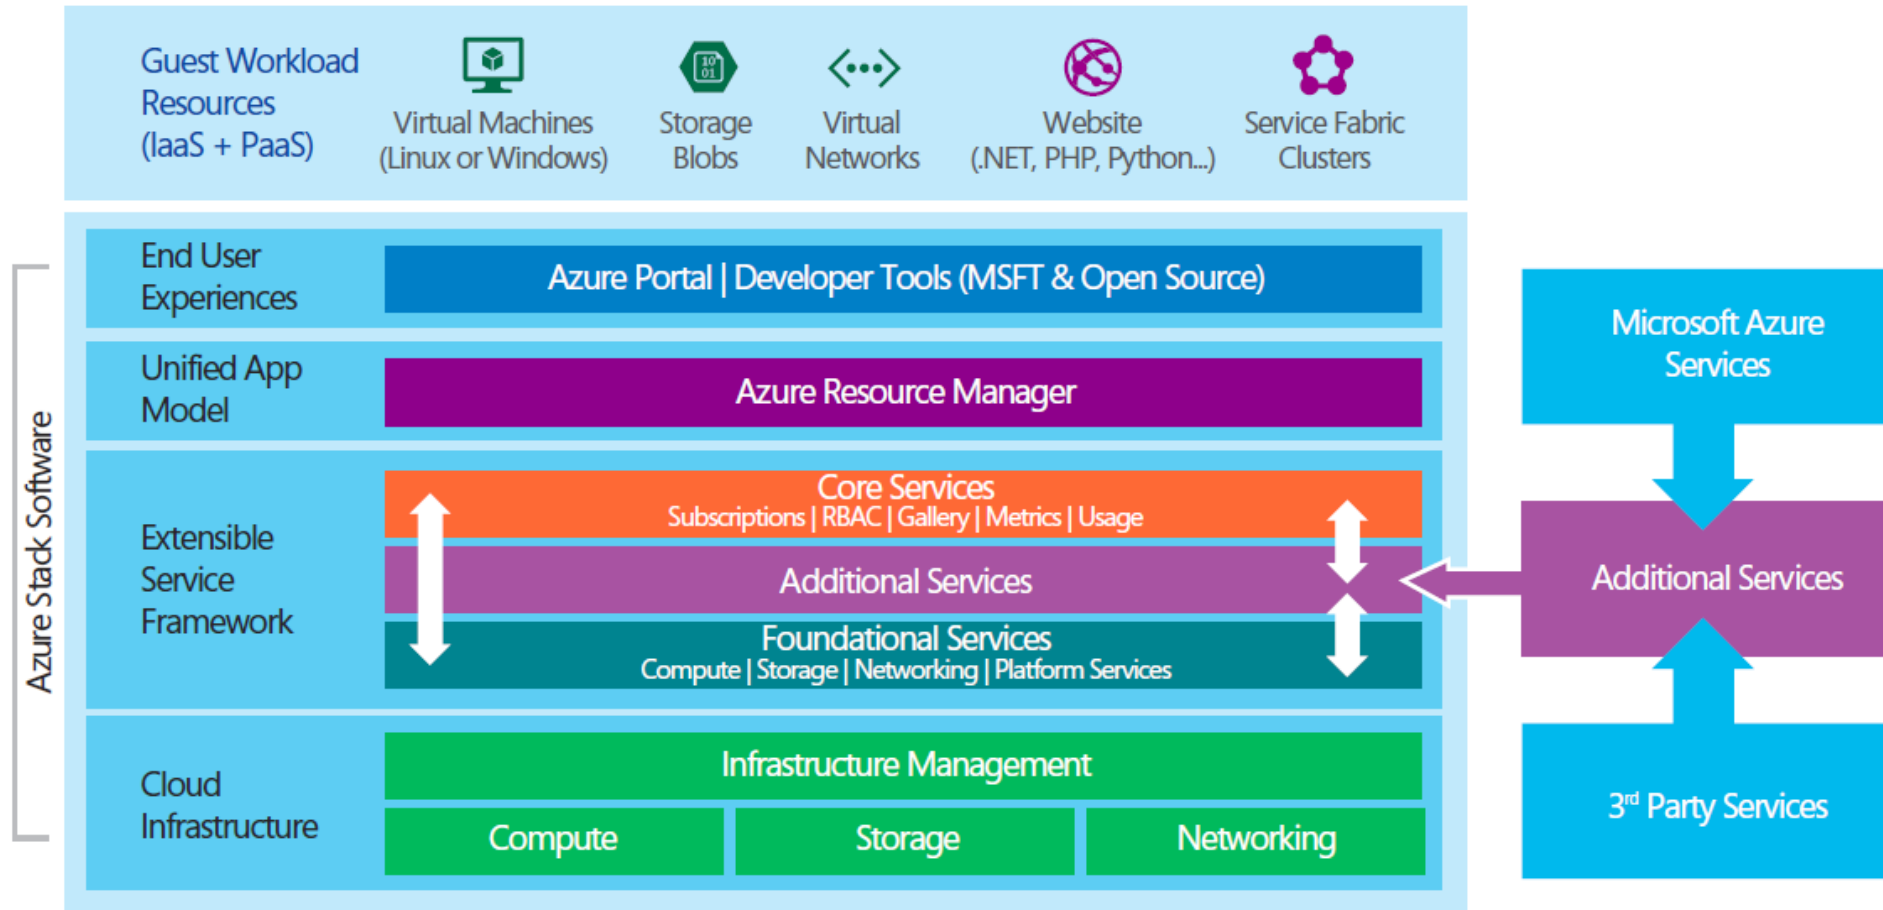 Guest Workload
Resources
(IaaS + PaaS)
10
01
Virtual Machines
(Linux or Windows)
Storage
Blobs
Virtual
Networks
Website
(.NET, PHP, Python...)
Service Fabric
Clusters
Azure Stack Software
End User
Experiences
Azure Portal | Developer Tools (MSFT & Open Source)
Unified App
Model
Azure Resource Manager
Extensible
Service
Framework
Core Services
Subscriptions | RBAC | Gallery | Metrics | Usage
Additional Services
Foundational Services
Compute | Storage | Networking | Platform Services
Cloud
Infrastructure
Infrastructure Management
Compute
Storage
Networking
Microsoft Azure
Services
Additional Services
3rd Party Services